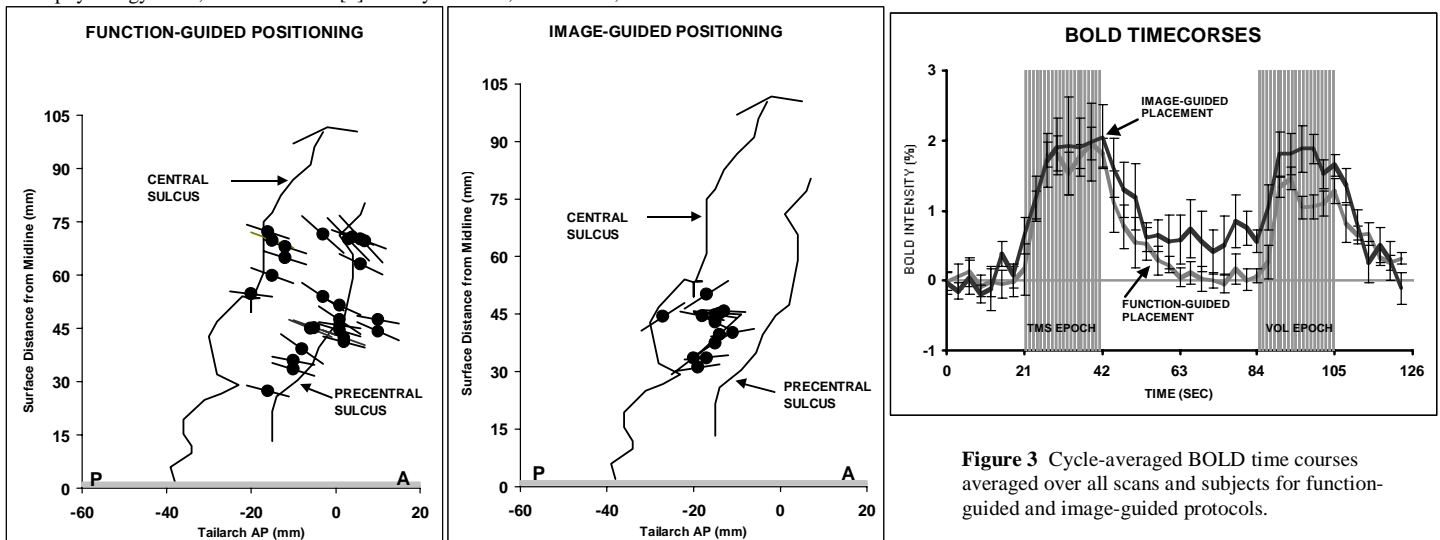 FUNCTION-GUIDED POSITIONING
105
90
75
60
45
30
15
0
Surface Distance from Midline (mm)
CENTRAL
SULCUS
PRECENTRAL
SULCUS
P
A
-60
-40
-20
0
20
Tailarch AP (mm)
IMAGE-GUIDED POSITIONING
105
90
75
60
45
30
15
0
Surface Distance from Midline (mm)
CENTRAL
SULCUS
PRECENTRAL
SULCUS
P
A
-60
-40
-20
0
20
Tailarch AP (mm)
BOLD TIMECORSES
3
2
1
0
-1
BOLD INTENSITY (%)
IMAGE-GUIDED
PLACEMENT
FUNCTION-GUIDED
PLACEMENT
TMS EPOCH
VOL EPOCH
0
21
42
63
84
105
126
TIME (SEC)
Figure 3 Cycle-averaged BOLD time courses
averaged over all scans and subjects for function-
guided and image-guided protocols.